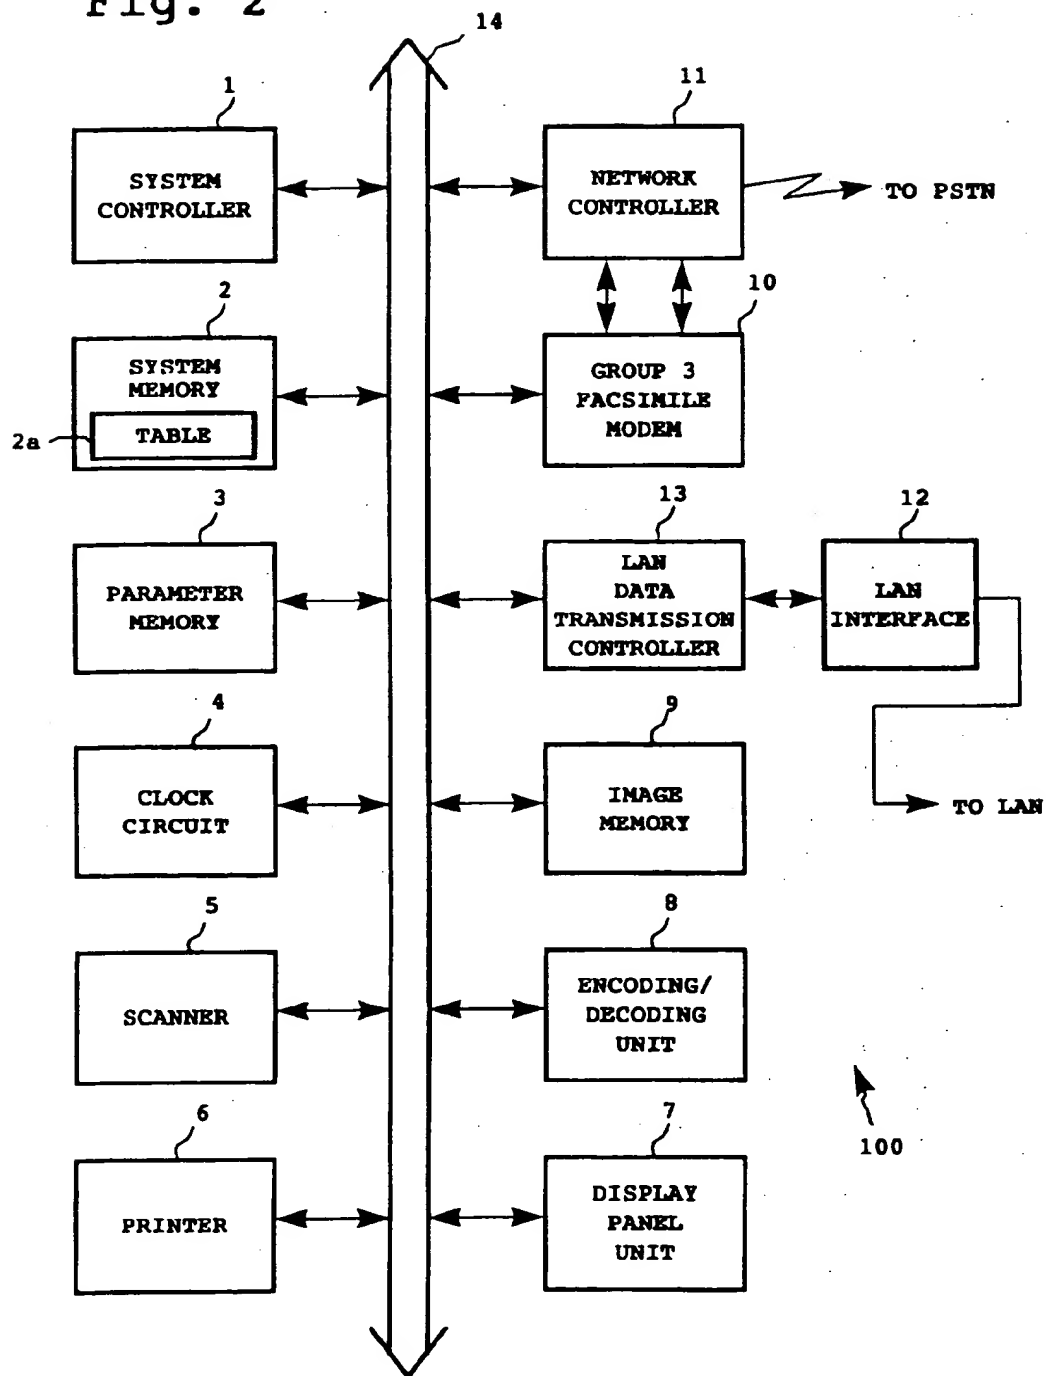 Fig. 2
14
1
SYSTEM
CONTROLLER
11
NETWORK
CONTROLLER
TO PSTN
2
SYSTEM
MEMORY
TABLE
2a
10
GROUP 3
FACSIMILE
MODEM
3
PARAMETER
MEMORY
13
LAN
DATA
TRANSMISSION
CONTROLLER
12
LAN
INTERFACE
TO LAN
4
CLOCK
CIRCUIT
9
IMAGE
MEMORY
5
SCANNER
8
ENCODING/
DECODING
UNIT
6
PRINTER
7
DISPLAY
PANEL
UNIT
100